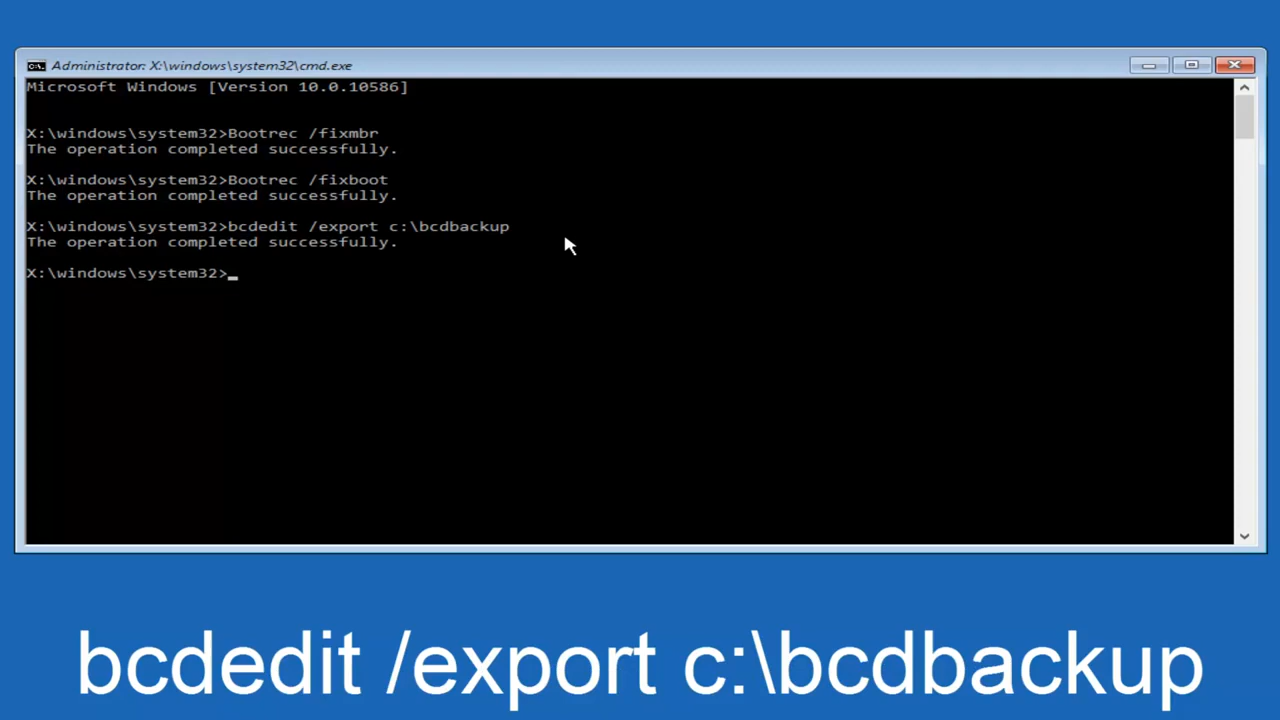 Administrator: X:\windows\system32\cmd.exe
Microsoft Windows [Version 10.0.10586]
X:\windows\system32>Bootrec /fixmbr
The operation completed successfully.
X:\windows\system32>Bootrec /fixboot
The operation completed successfully.
X:\windows\system32>bcdedit /export c:\bcdbackup
The operation completed successfully.
X:\windows\system32>
bcdedit /export c:\bcdbackup